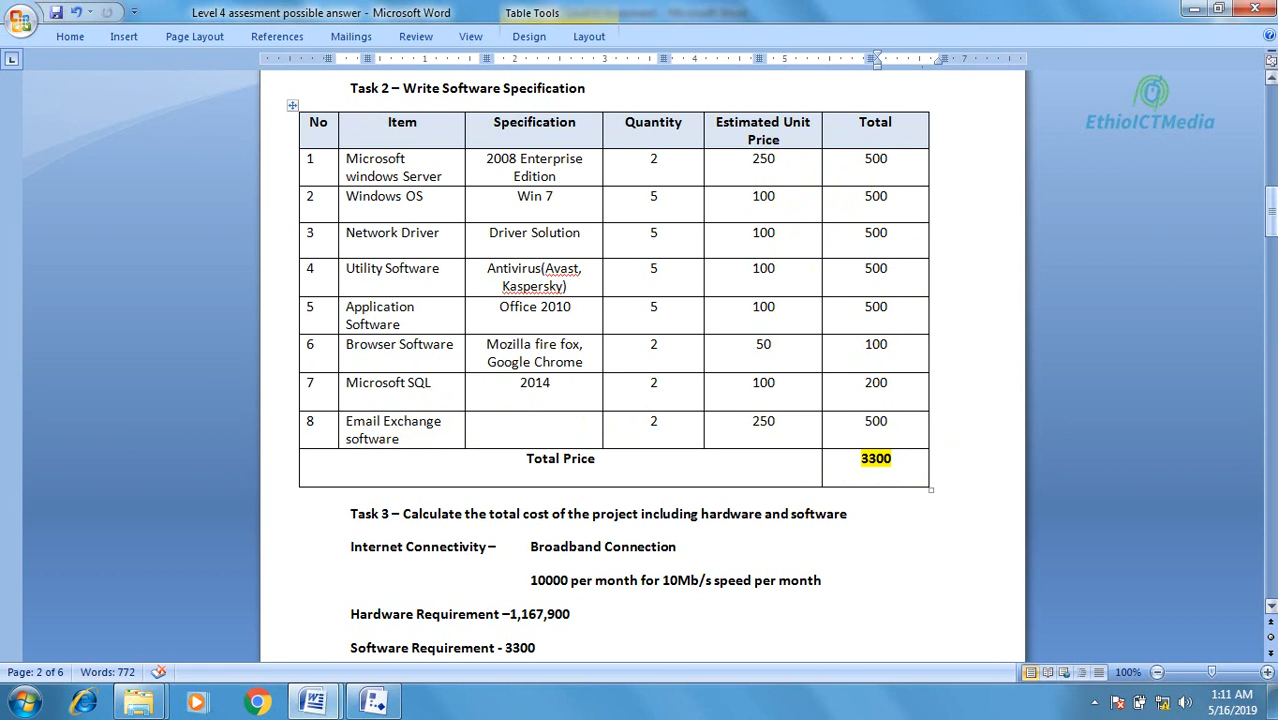 Level 4 assesment possible answer - Microsoft Word
Table Tools
Home Insert Page Layout References Mailings Review View Design Layout
1 2 3 4 5 7
Task 2 – Write Software Specification
EthioICTMedia
No Item Specification Quantity Estimated Unit Price Total
1 Microsoft windows Server 2008 Enterprise Edition 2 250 500
2 Windows OS Win 7 5 100 500
3 Network Driver Driver Solution 5 100 500
4 Utility Software Antivirus(Avast, Kaspersky) 5 100 500
5 Application Software Office 2010 5 100 500
6 Browser Software Mozilla fire fox, Google Chrome 2 50 100
7 Microsoft SQL 2014 2 100 200
8 Email Exchange software 2 250 500
Total Price 3300
Task 3 – Calculate the total cost of the project including hardware and software
Internet Connectivity – Broadband Connection
10000 per month for 10Mb/s speed per month
Hardware Requirement –1,167,900
Software Requirement - 3300
Page: 2 of 6 Words: 772 100%
1:11 AM
5/16/2019